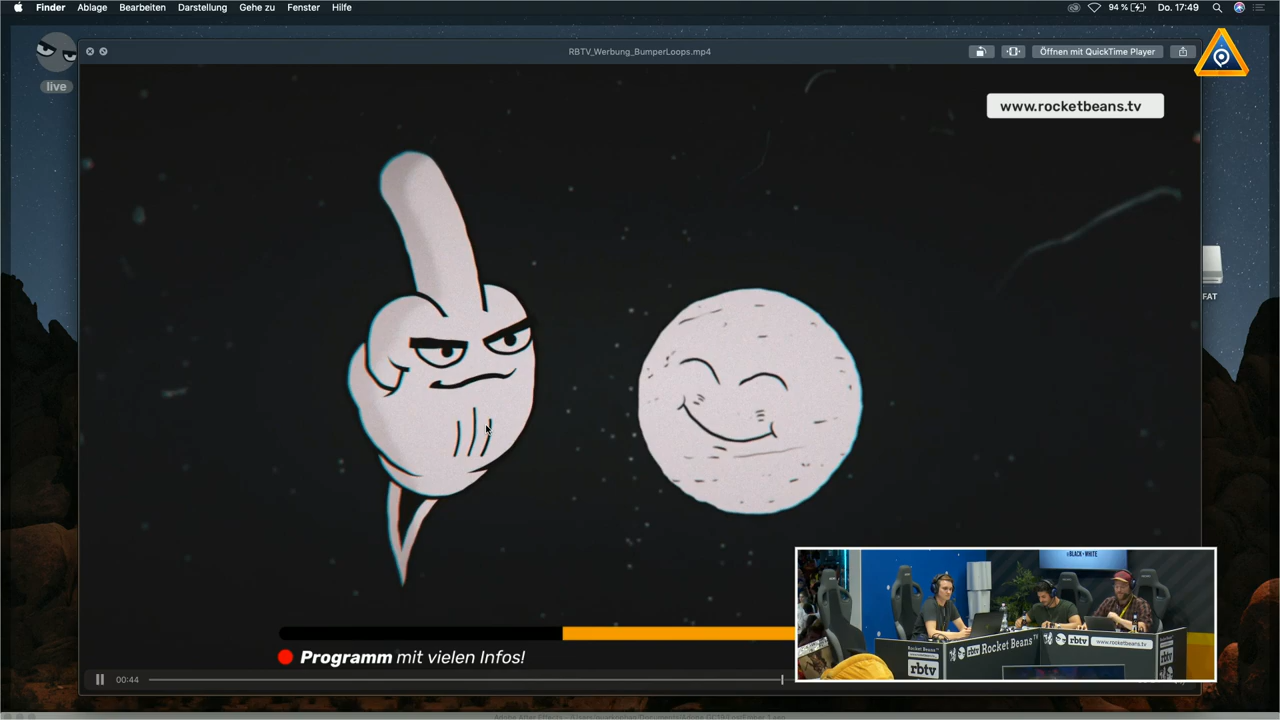 Finder Ablage Bearbeiten Darstellung Gehe zu Fenster Hilfe 94 % Do. 17:49
RBTV_Werbung_BumperLoops.mp4
Öffnen mit QuickTime Player
live
www.rocketbeans.tv
FAT
@BLACK+WHITE
Rocket Beans
rbtv
Rocket Beans
rbtv
www.rocketbeans.tv
rbtv
Programm mit vielen Infos!
00:44